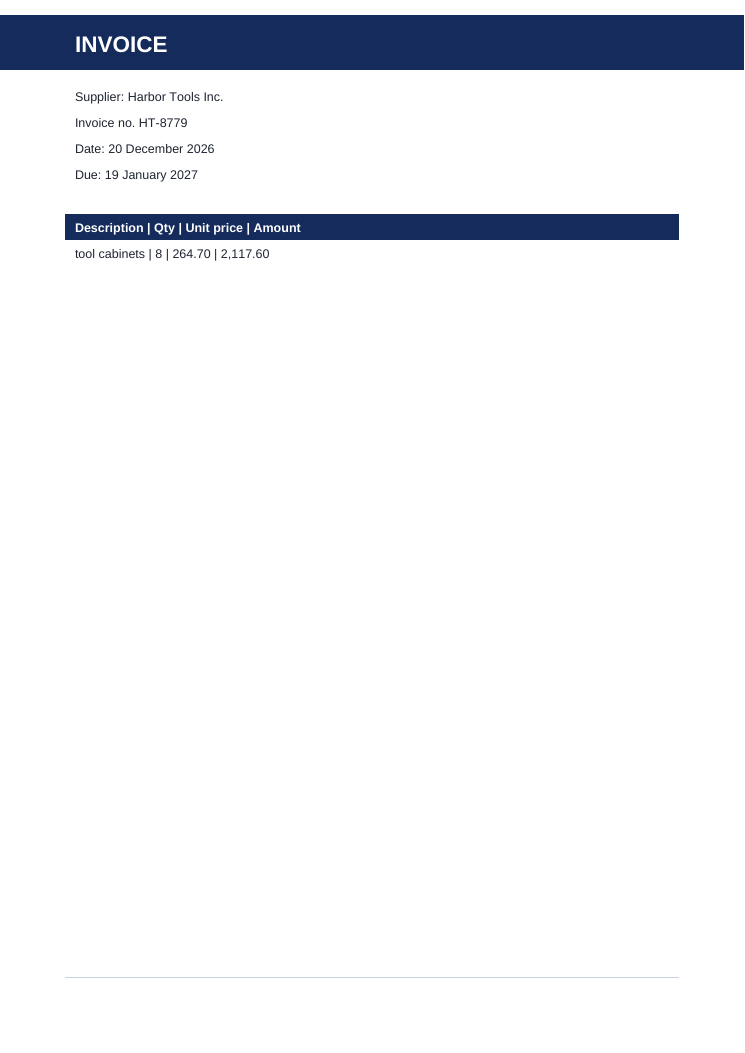 INVOICE
Supplier: Harbor Tools Inc.
Invoice no. HT-8779
Date: 20 December 2026
Due: 19 January 2027
Description | Qty | Unit price | Amount
tool cabinets | 8 | 264.70 | 2,117.60